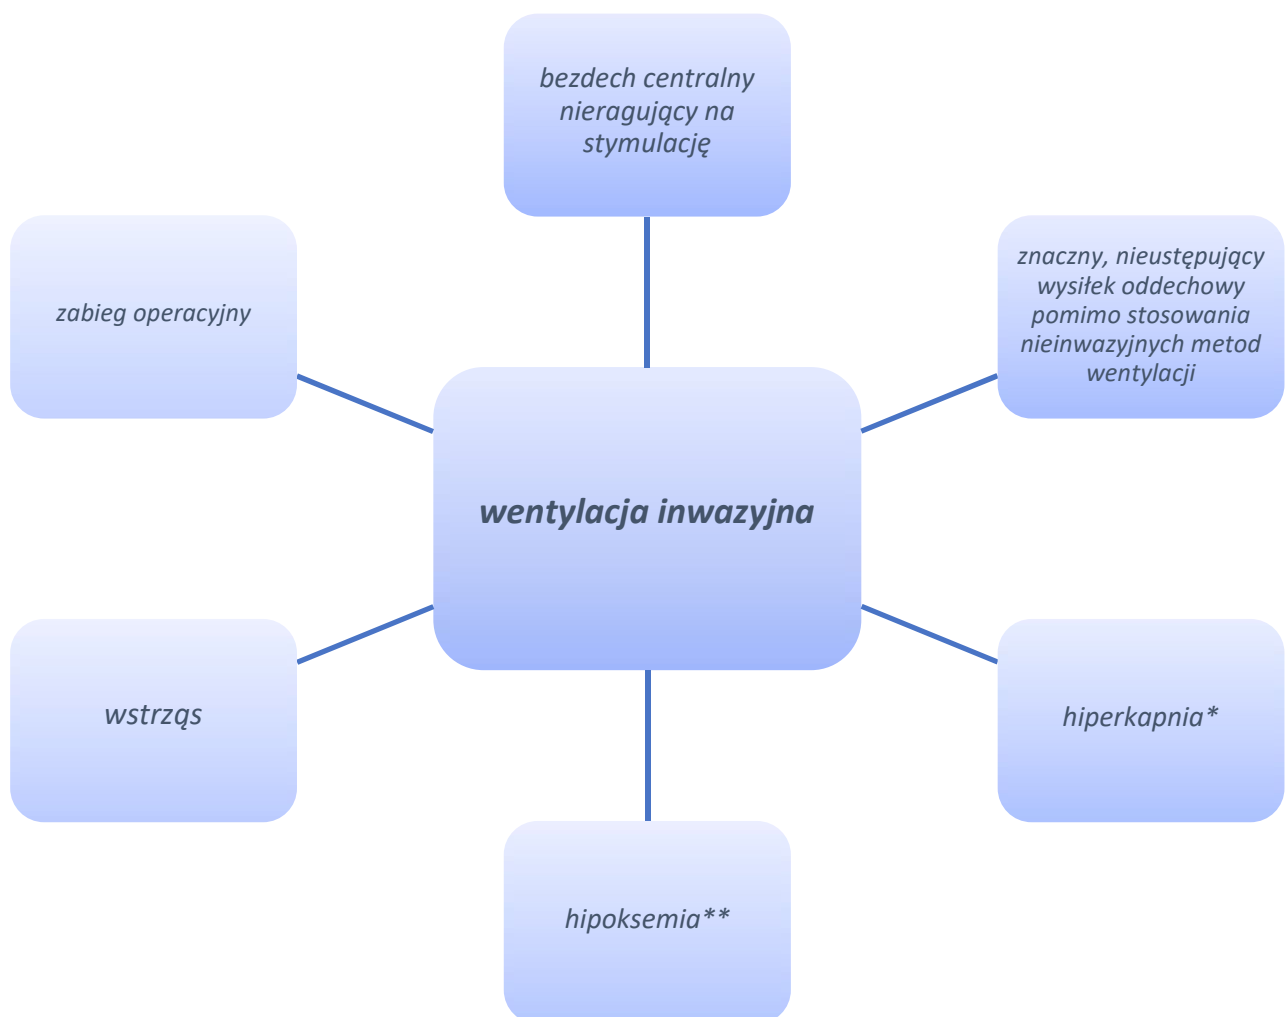 bezdech centralny
nieragujący na
stymulację
zabieg operacyjny
znaczny, nieustępujący
wysiłek oddechowy
pomimo stosowania
nieinwazyjnych metod
wentylacji
wentylacja inwazyjna
wstrząs
hiperkapnia*
hipoksemia**